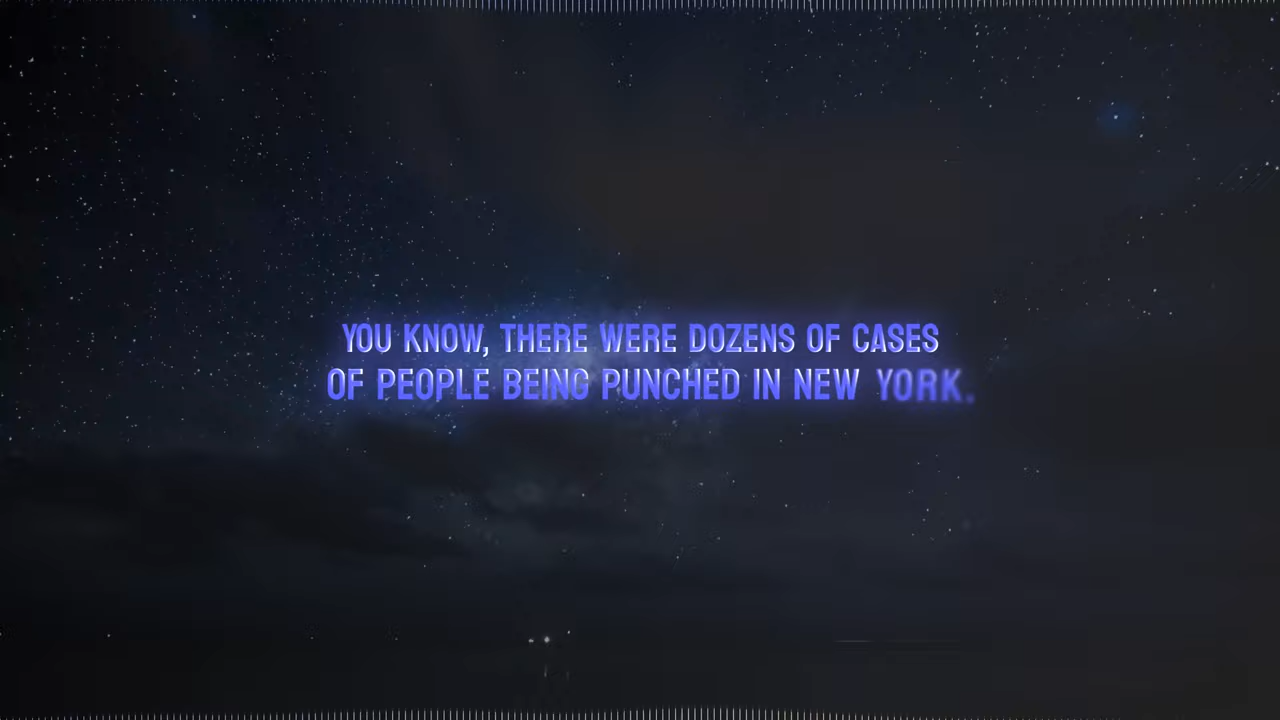 YOU KNOW, THERE WERE DOZENS OF CASES
OF PEOPLE BEING PUNCHED IN NEW YORK.